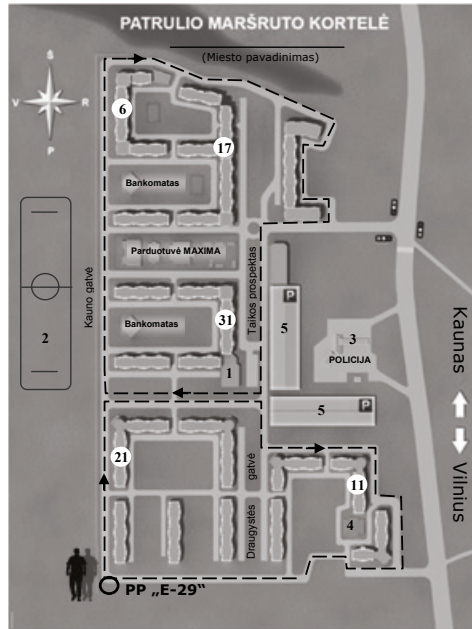 PATRULIO MARŠRUTO KORTELĖ
(Miesto pavadinimas)
Š
V R
P
6
17
Bankomatas
Parduotuvė MAXIMA
Kauno gatvė
Taikos prospektas
2
31
Bankomatas
1
P
5
3
POLICIJA
5
P
Kaunas
Vilnius
21
gatvė
Draugystės
11
4
PP „E-29“